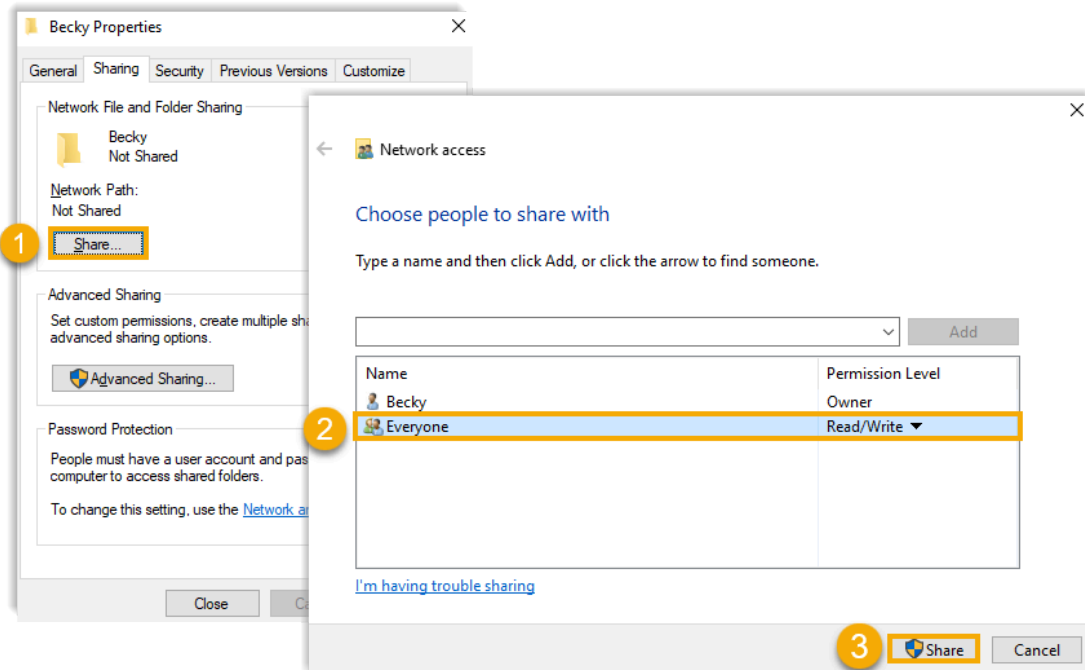 Becky Properties
General Sharing Security Previous Versions Customize
Network File and Folder Sharing
Becky
Not Shared
Network Path:
Not Shared
1
Share...
Advanced Sharing
Set custom permissions, create multiple
advanced sharing options.
Advanced Sharing...
Password Protection
People must have a user account and
computer to access shared folders.
To change this setting, use the Network
Close
Network access
Choose people to share with
Type a name and then click Add, or click the arrow to find someone.
Add
Name Permission Level
Becky Owner
2
Everyone Read/Write
I'm having trouble sharing
3
Share Cancel